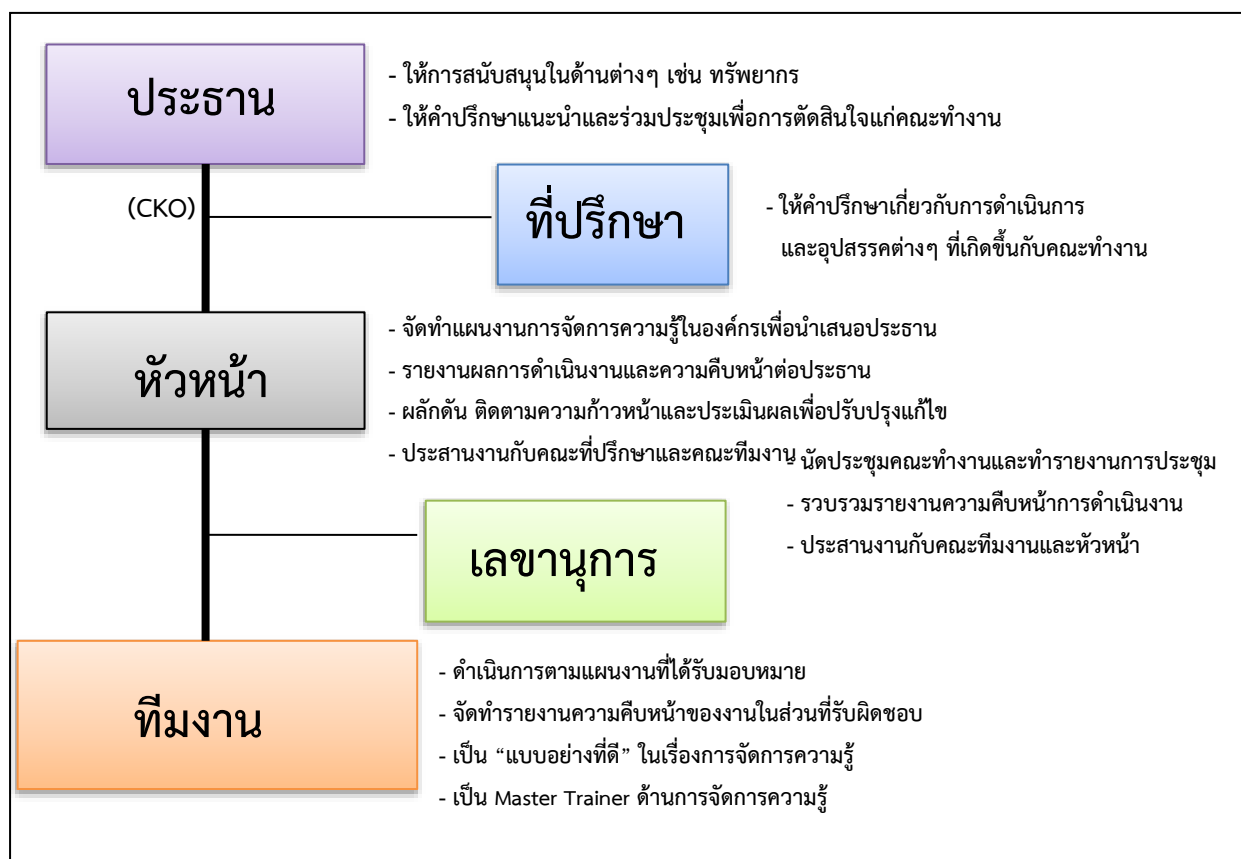 ประธาน
- ให้การสนับสนุนในด้านต่างๆ เช่น ทรัพยากร
- ให้คำปรึกษาแนะนำและร่วมประชุมเพื่อการตัดสินใจแก่คณะทำงาน
(CKO)
ที่ปรึกษา
- ให้คำปรึกษาเกี่ยวกับการดำเนินการ
และอุปสรรคต่างๆ ที่เกิดขึ้นกับคณะทำงาน
หัวหน้า
- จัดทำแผนงานการจัดการความรู้ในองค์กรเพื่อนำเสนอประธาน
- รายงานผลการดำเนินงานและความคืบหน้าต่อประธาน
- ผลักดัน ติดตามความก้าวหน้าและประเมินผลเพื่อปรับปรุงแก้ไข
- ประสานงานกับคณะที่ปรึกษาและคณะทีมงาน
เลขานุการ
- นัดประชุมคณะทำงานและทำรายงานการประชุม
- รวบรวมรายงานความคืบหน้าการดำเนินงาน
- ประสานงานกับคณะทีมงานและหัวหน้า
ทีมงาน
- ดำเนินการตามแผนงานที่ได้รับมอบหมาย
- จัดทำรายงานความคืบหน้าของงานในส่วนที่รับผิดชอบ
- เป็น “แบบอย่างที่ดี” ในเรื่องการจัดการความรู้
- เป็น Master Trainer ด้านการจัดการความรู้